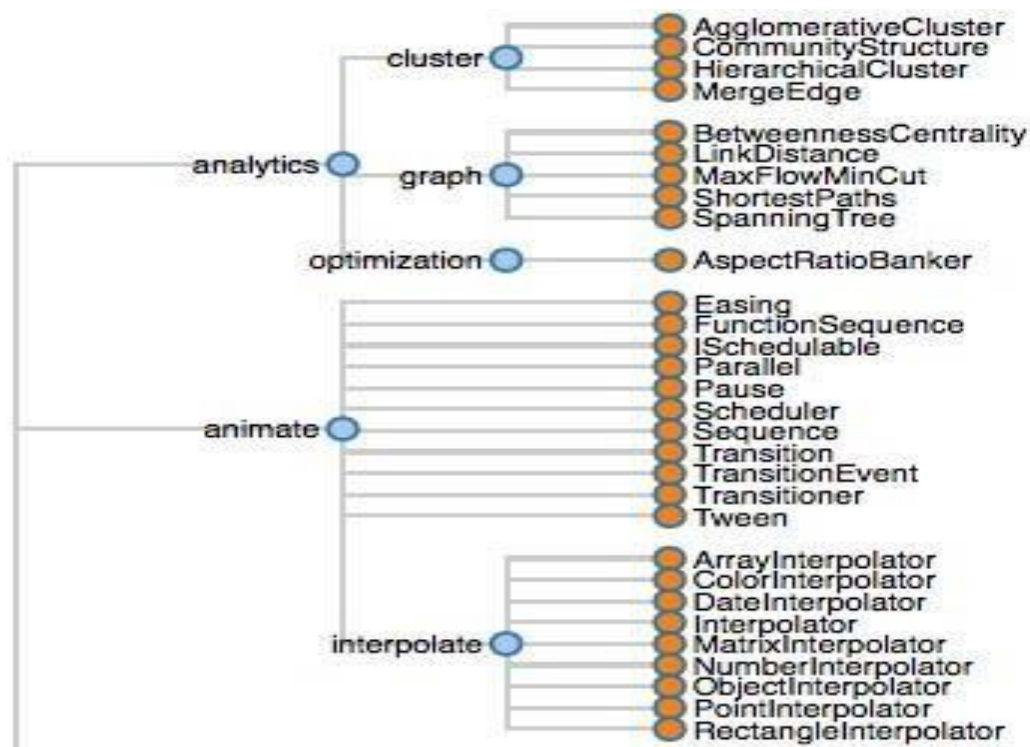 AgglomerativeCluster
CommunityStructure
cluster
HierarchicalCluster
MergeEdge
BetweennessCentrality
LinkDistance
analytics
graph
MaxFlowMinCut
ShortestPaths
SpanningTree
optimization
AspectRatioBanker
Easing
FunctionSequence
ISchedulable
Parallel
Pause
Scheduler
animate
Sequence
Transition
TransitionEvent
Transitioner
Tween
ArrayInterpolator
ColorInterpolator
DateInterpolator
Interpolator
interpolate
MatrixInterpolator
NumberInterpolator
ObjectInterpolator
PointInterpolator
RectangleInterpolator